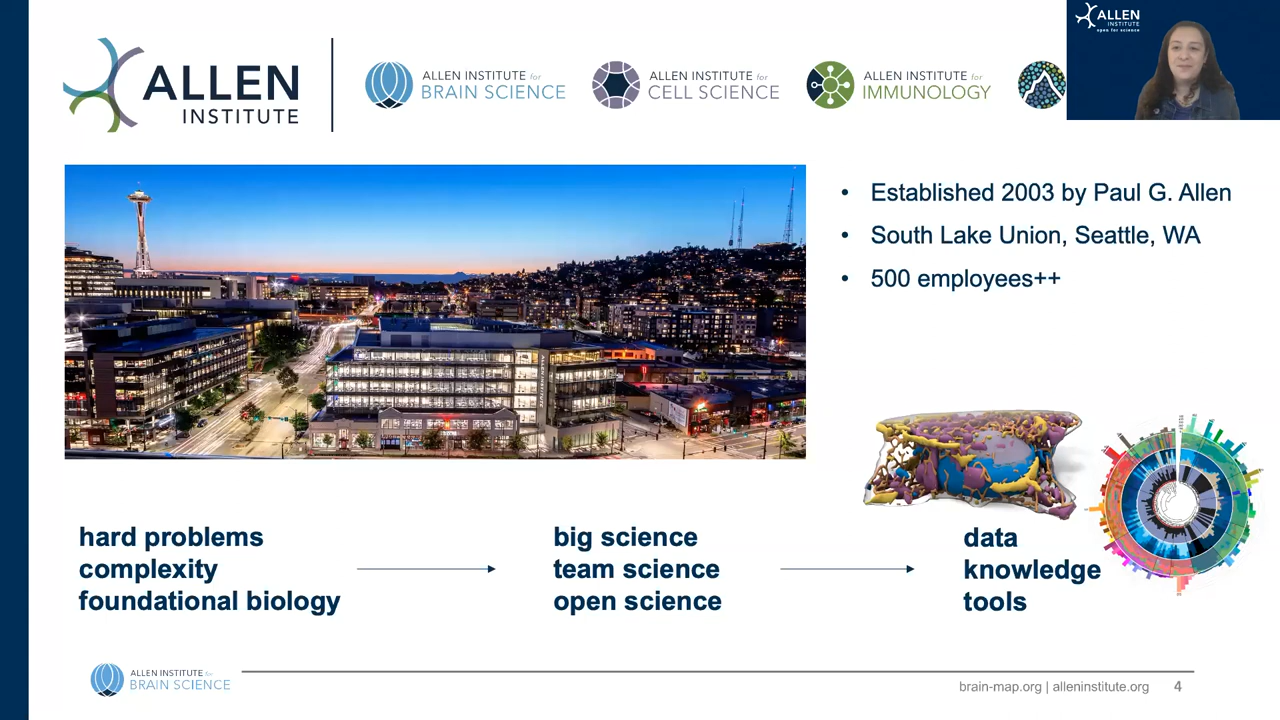 ALLEN
INSTITUTE
ALLEN INSTITUTE for
BRAIN SCIENCE
ALLEN INSTITUTE for
CELL SCIENCE
ALLEN INSTITUTE for
IMMUNOLOGY
ALLEN
INSTITUTE
open for science
• Established 2003 by Paul G. Allen
• South Lake Union, Seattle, WA
• 500 employees++
hard problems
complexity
foundational biology
big science
team science
open science
data
knowledge
tools
ALLEN INSTITUTE for
BRAIN SCIENCE
brain-map.org | alleninstitute.org 4